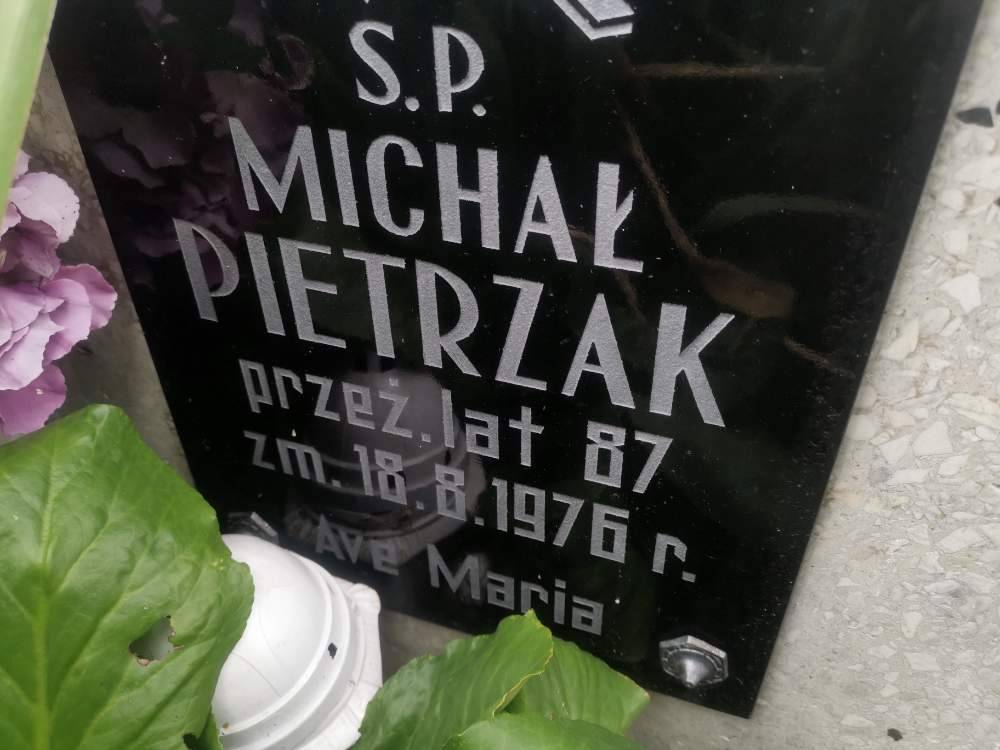 S.P.
MICHAŁ
PIETRZAK
przeż. lat 87
zm. 18.8.1976 r.
Ave Maria